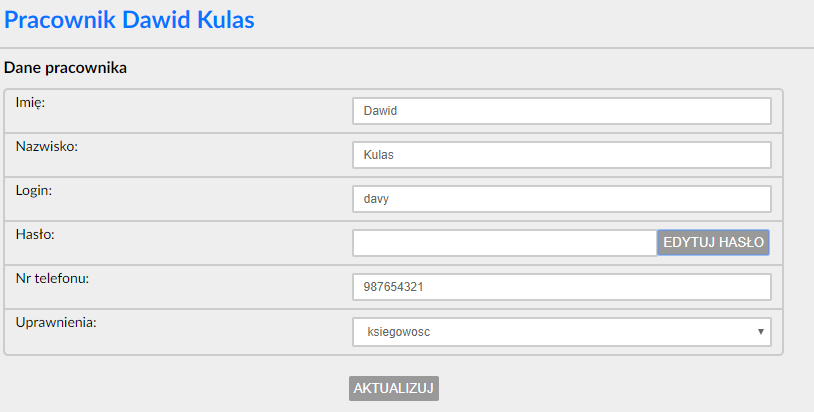 Pracownik Dawid Kulas
Dane pracownika
Imię: Dawid
Nazwisko: Kulas
Login: davy
Hasło: EDYTUJ HASŁO
Nr telefonu: 987654321
Uprawnienia: ksiegowosc
AKTUALIZUJ